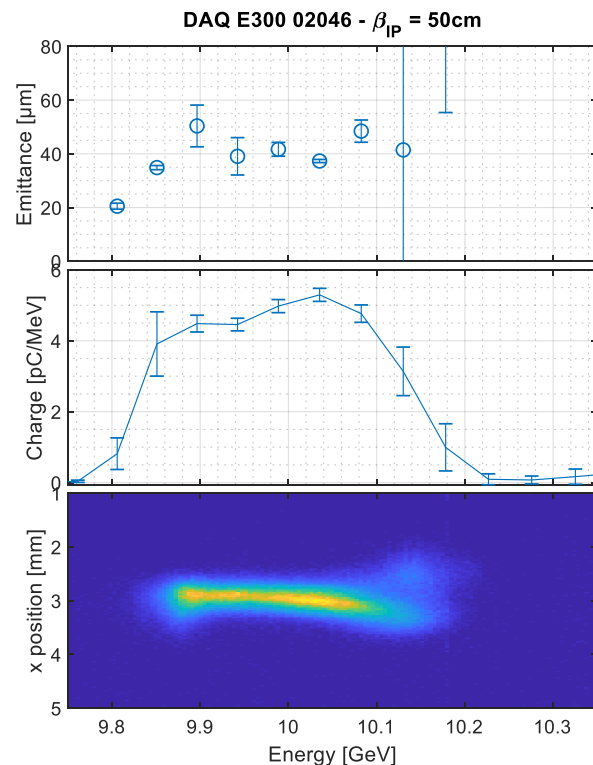 DAQ E300 02046 - β_IP = 50cm
80
60
40
20
0
Emittance [μm]
6
4
2
0
Charge [pC/MeV]
1
2
3
4
5
x position [mm]
9.8 9.9 10 10.1 10.2 10.3
Energy [GeV]